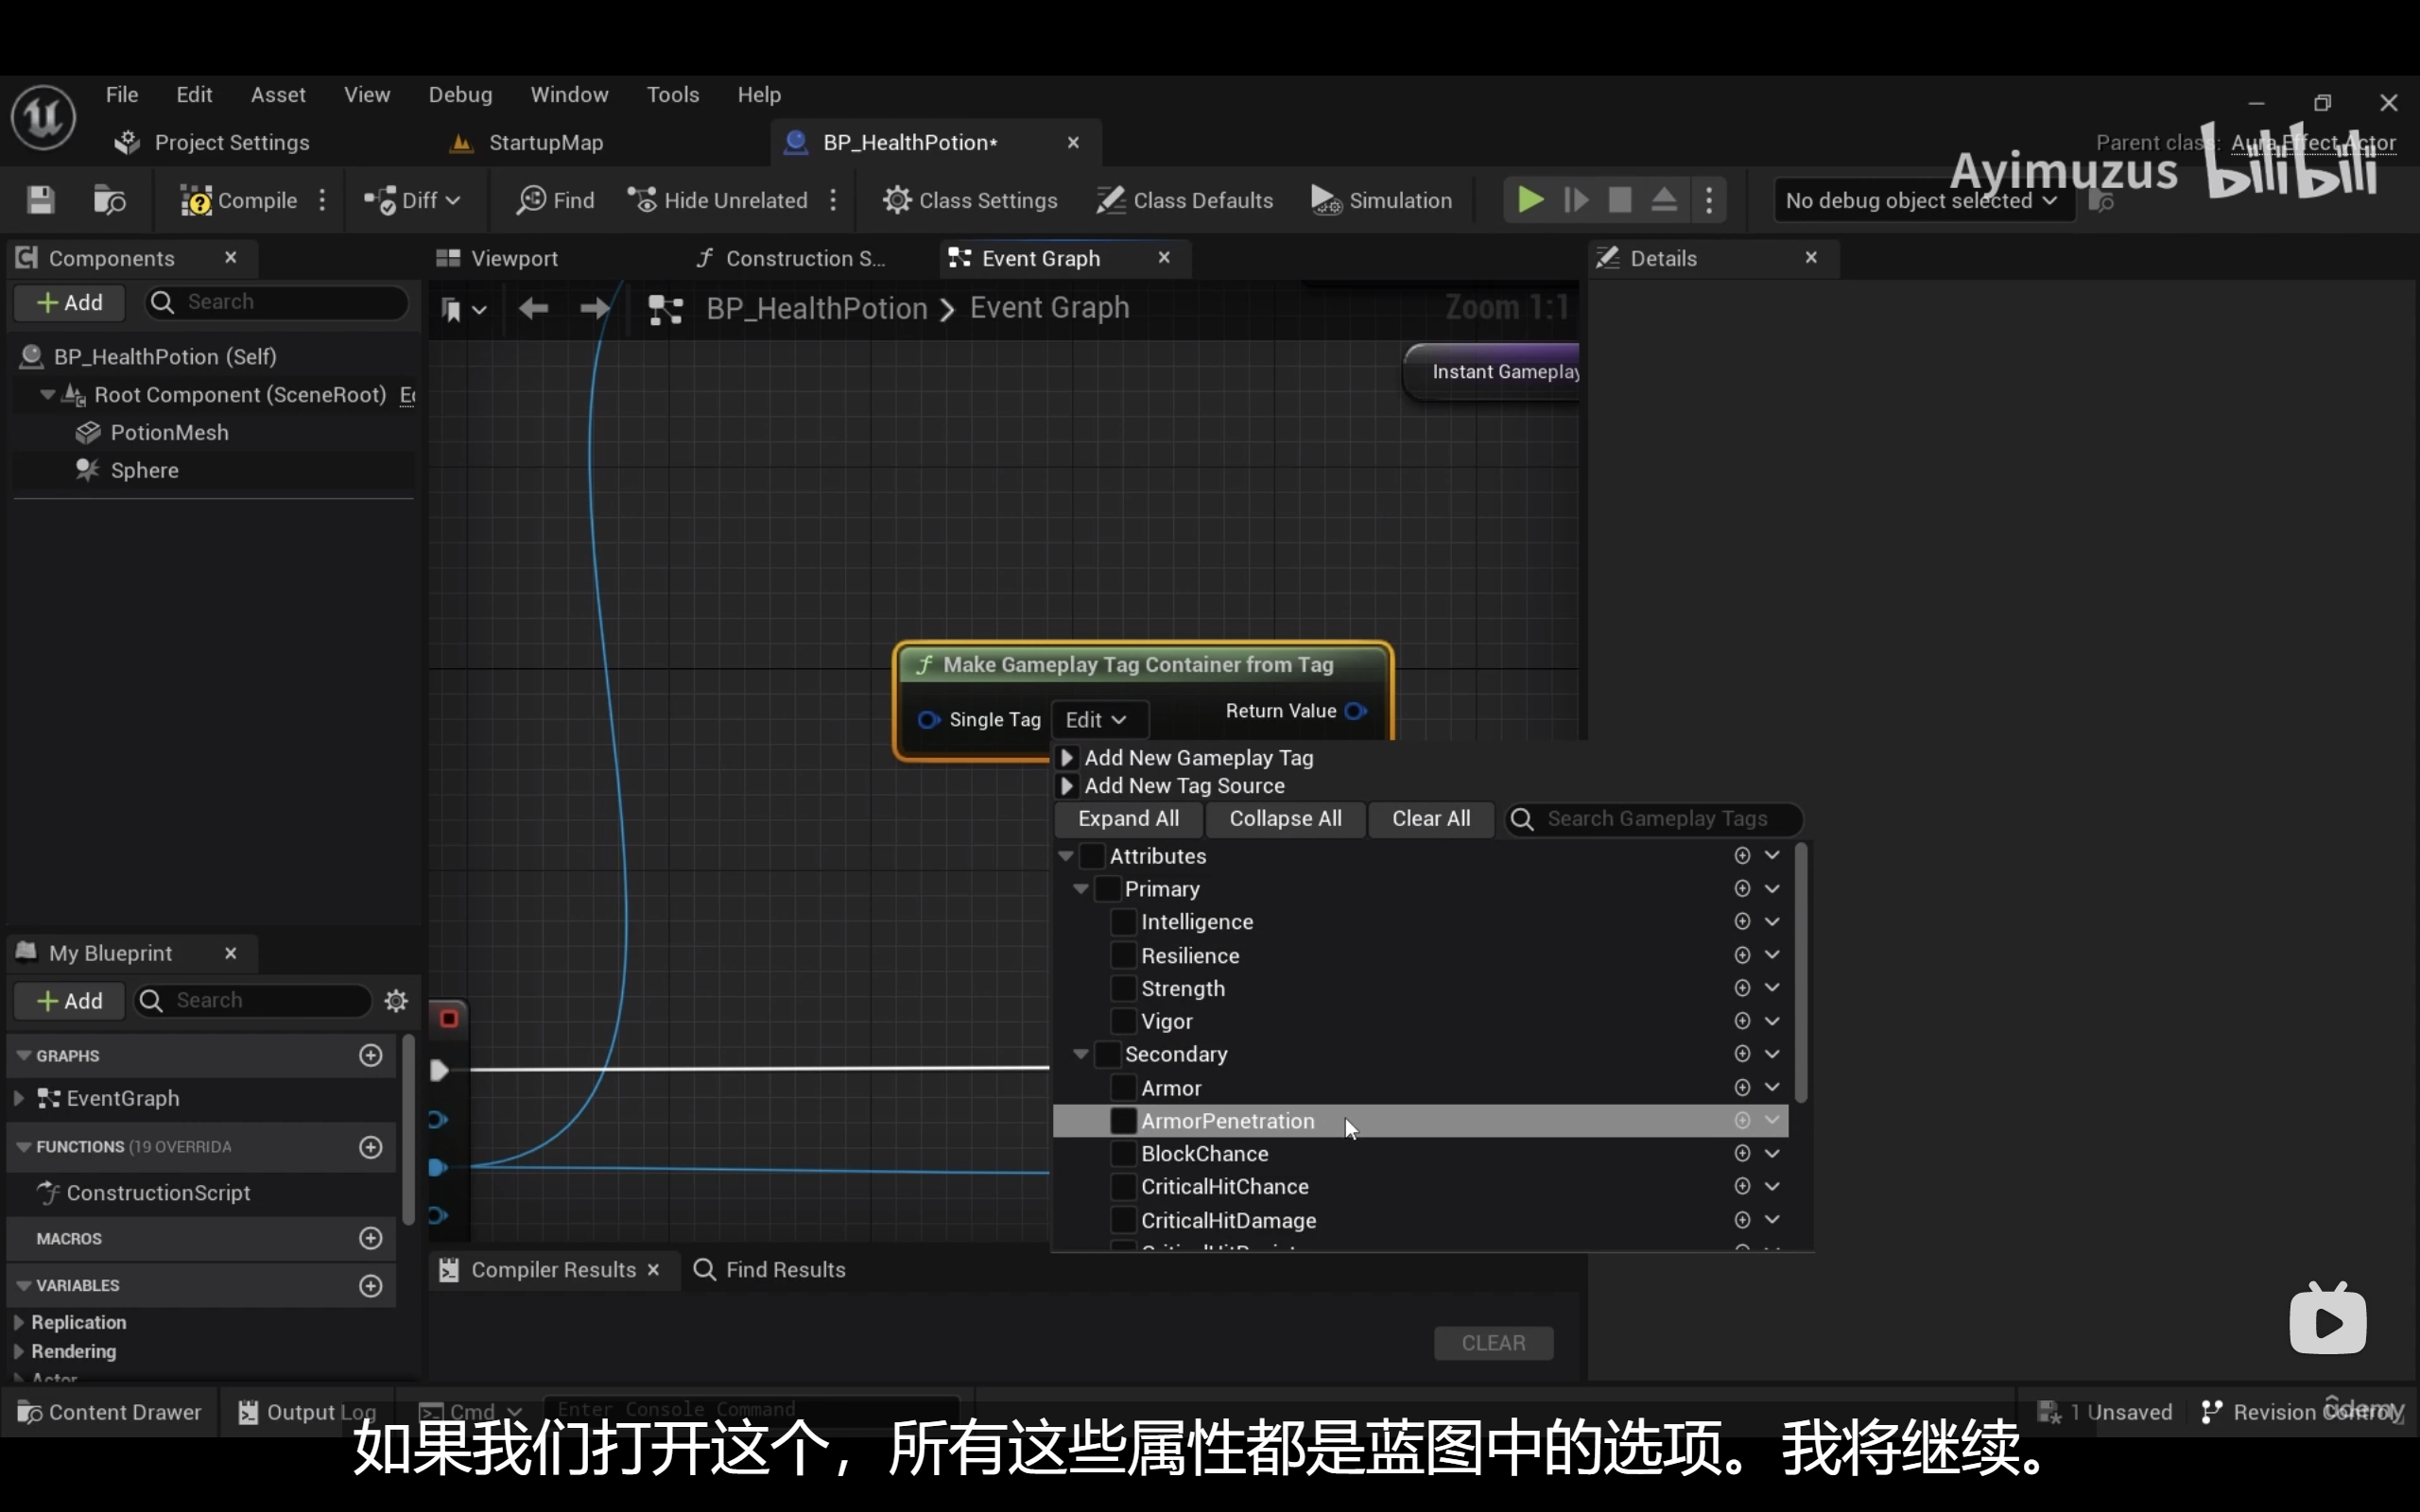 File Edit Asset View Debug Window Tools Help
Project Settings StartupMap BP_HealthPotion* Parent class: Aura Effect Actor
Ayimuzus bilibili
Compile Diff Find Hide Unrelated Class Settings Class Defaults Simulation No debug object selected
Components Viewport Construction S... Event Graph Details
Add Search BP_HealthPotion > Event Graph Zoom 1:1
BP_HealthPotion (Self)
Instant Gameplay
Root Component (SceneRoot)
PotionMesh
Sphere
Make Gameplay Tag Container from Tag
Single Tag Edit Return Value
Add New Gameplay Tag
Add New Tag Source
Expand All Collapse All Clear All Search Gameplay Tags
Attributes
Primary
Intelligence
Resilience
Strength
Vigor
Secondary
Armor
ArmorPenetration
BlockChance
CriticalHitChance
CriticalHitDamage
My Blueprint
Add Search
GRAPHS
EventGraph
FUNCTIONS (19 OVERRIDA
ConstructionScript
MACROS
VARIABLES
Replication
Rendering
Actor
Compiler Results Find Results
CLEAR
Content Drawer Output Log Cmd Enter Console Command 1 Unsaved Revision Control
udemy
如果我们打开这个，所有这些属性都是蓝图中的选项。我将继续。